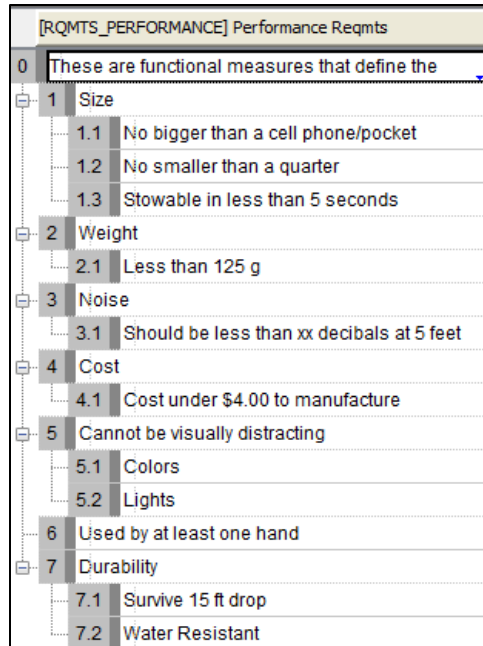 [RQMTS_PERFORMANCE] Performance Reqmts
0 These are functional measures that define the
1 Size
1.1 No bigger than a cell phone/pocket
1.2 No smaller than a quarter
1.3 Stowable in less than 5 seconds
2 Weight
2.1 Less than 125 g
3 Noise
3.1 Should be less than xx decibals at 5 feet
4 Cost
4.1 Cost under $4.00 to manufacture
5 Cannot be visually distracting
5.1 Colors
5.2 Lights
6 Used by at least one hand
7 Durability
7.1 Survive 15 ft drop
7.2 Water Resistant